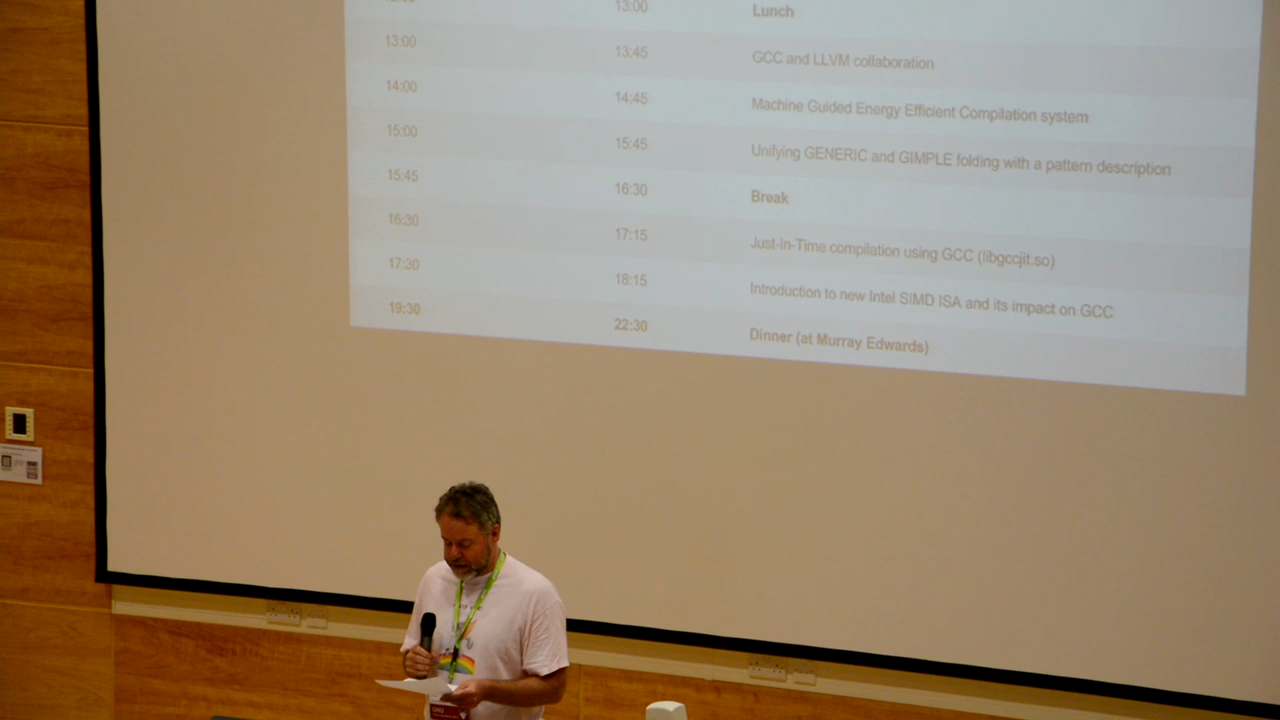 13:00 Lunch
13:00 13:45 GCC and LLVM collaboration
14:00 14:45 Machine Guided Energy Efficient Compilation system
15:00 15:45 Unifying GENERIC and GIMPLE folding with a pattern description
15:45 16:30 Break
16:30 17:15 Just-In-Time compilation using GCC (libgccjit.so)
17:30 18:15 Introduction to new Intel SIMD ISA and its impact on GCC
19:30 22:30 Dinner (at Murray Edwards)